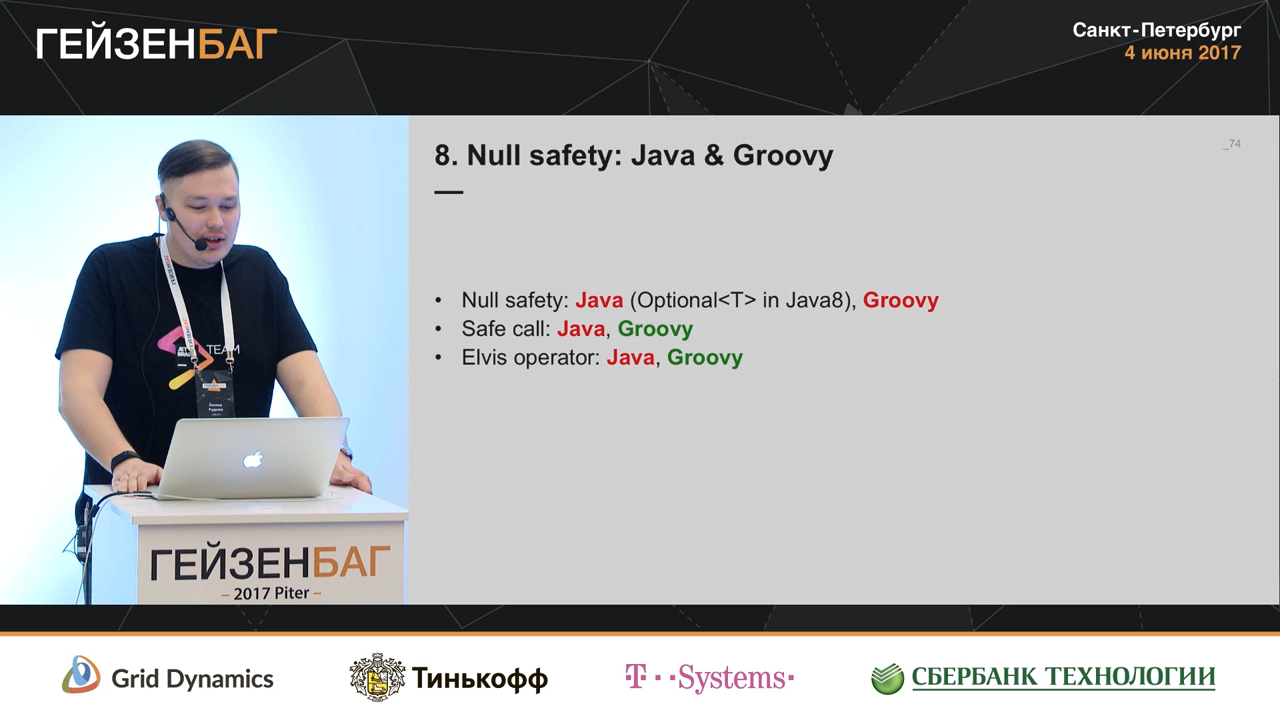 ГЕЙЗЕНБАГ
Санкт-Петербург
4 июня 2017
8. Null safety: Java & Groovy
_74
• Null safety: Java (Optional<T> in Java8), Groovy
• Safe call: Java, Groovy
• Elvis operator: Java, Groovy
TEAM
ГЕЙЗЕНБАГ
– 2017 Piter –
Grid Dynamics
Тинькофф
T · · Systems ·
СБЕРБАНК ТЕХНОЛОГИИ